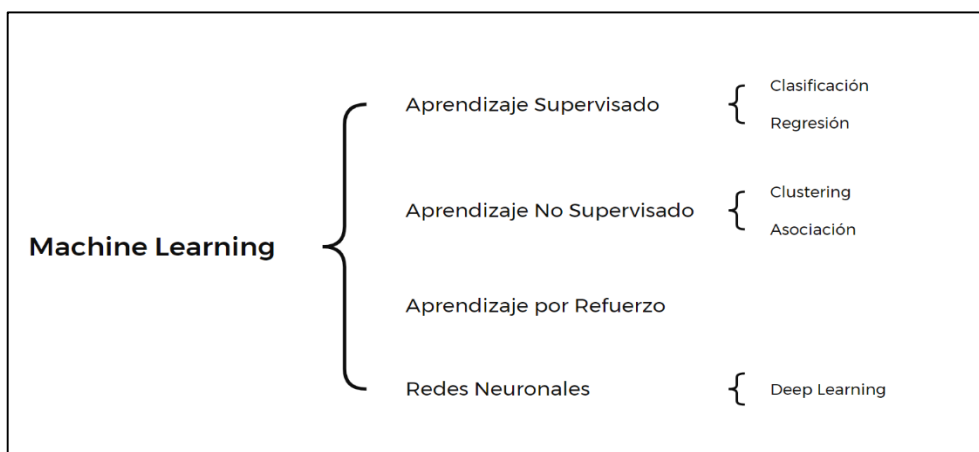 Machine Learning
Aprendizaje Supervisado
Clasificación
Regresión
Aprendizaje No Supervisado
Clustering
Asociación
Aprendizaje por Refuerzo
Redes Neuronales
Deep Learning